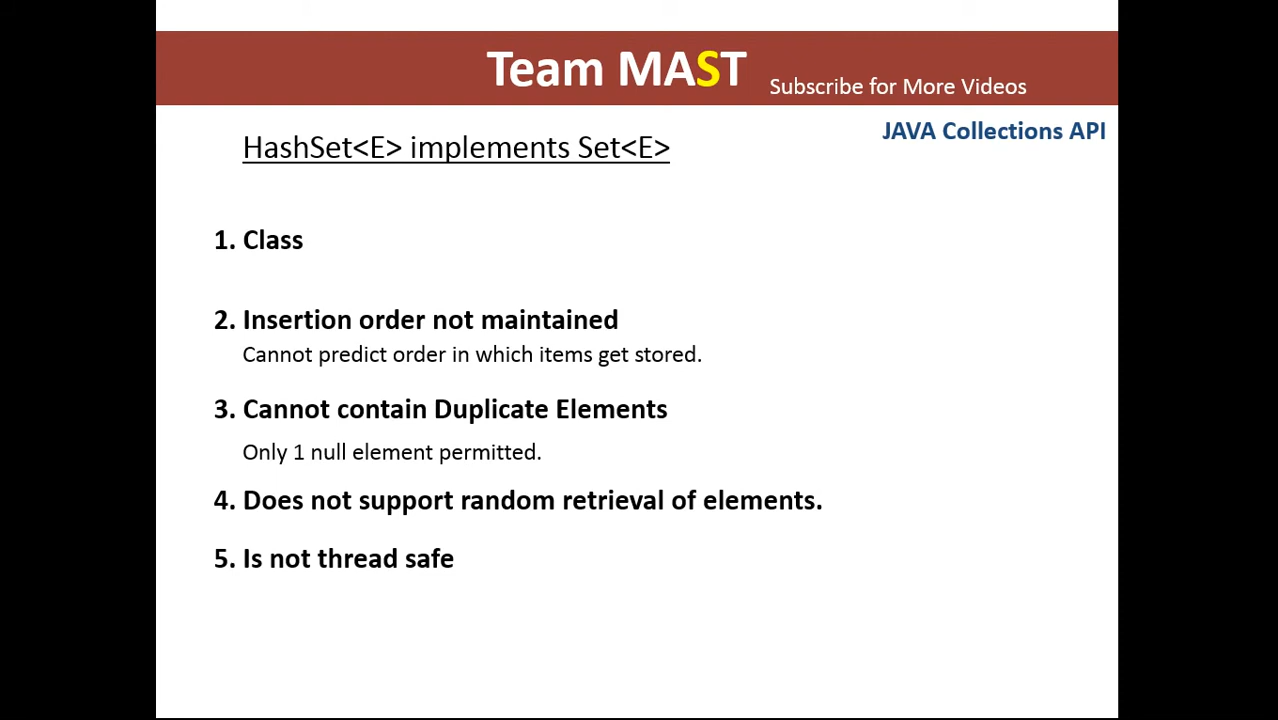 Team MAST
Subscribe for More Videos
JAVA Collections API
HashSet<E> implements Set<E>
1. Class
2. Insertion order not maintained
Cannot predict order in which items get stored.
3. Cannot contain Duplicate Elements
Only 1 null element permitted.
4. Does not support random retrieval of elements.
5. Is not thread safe